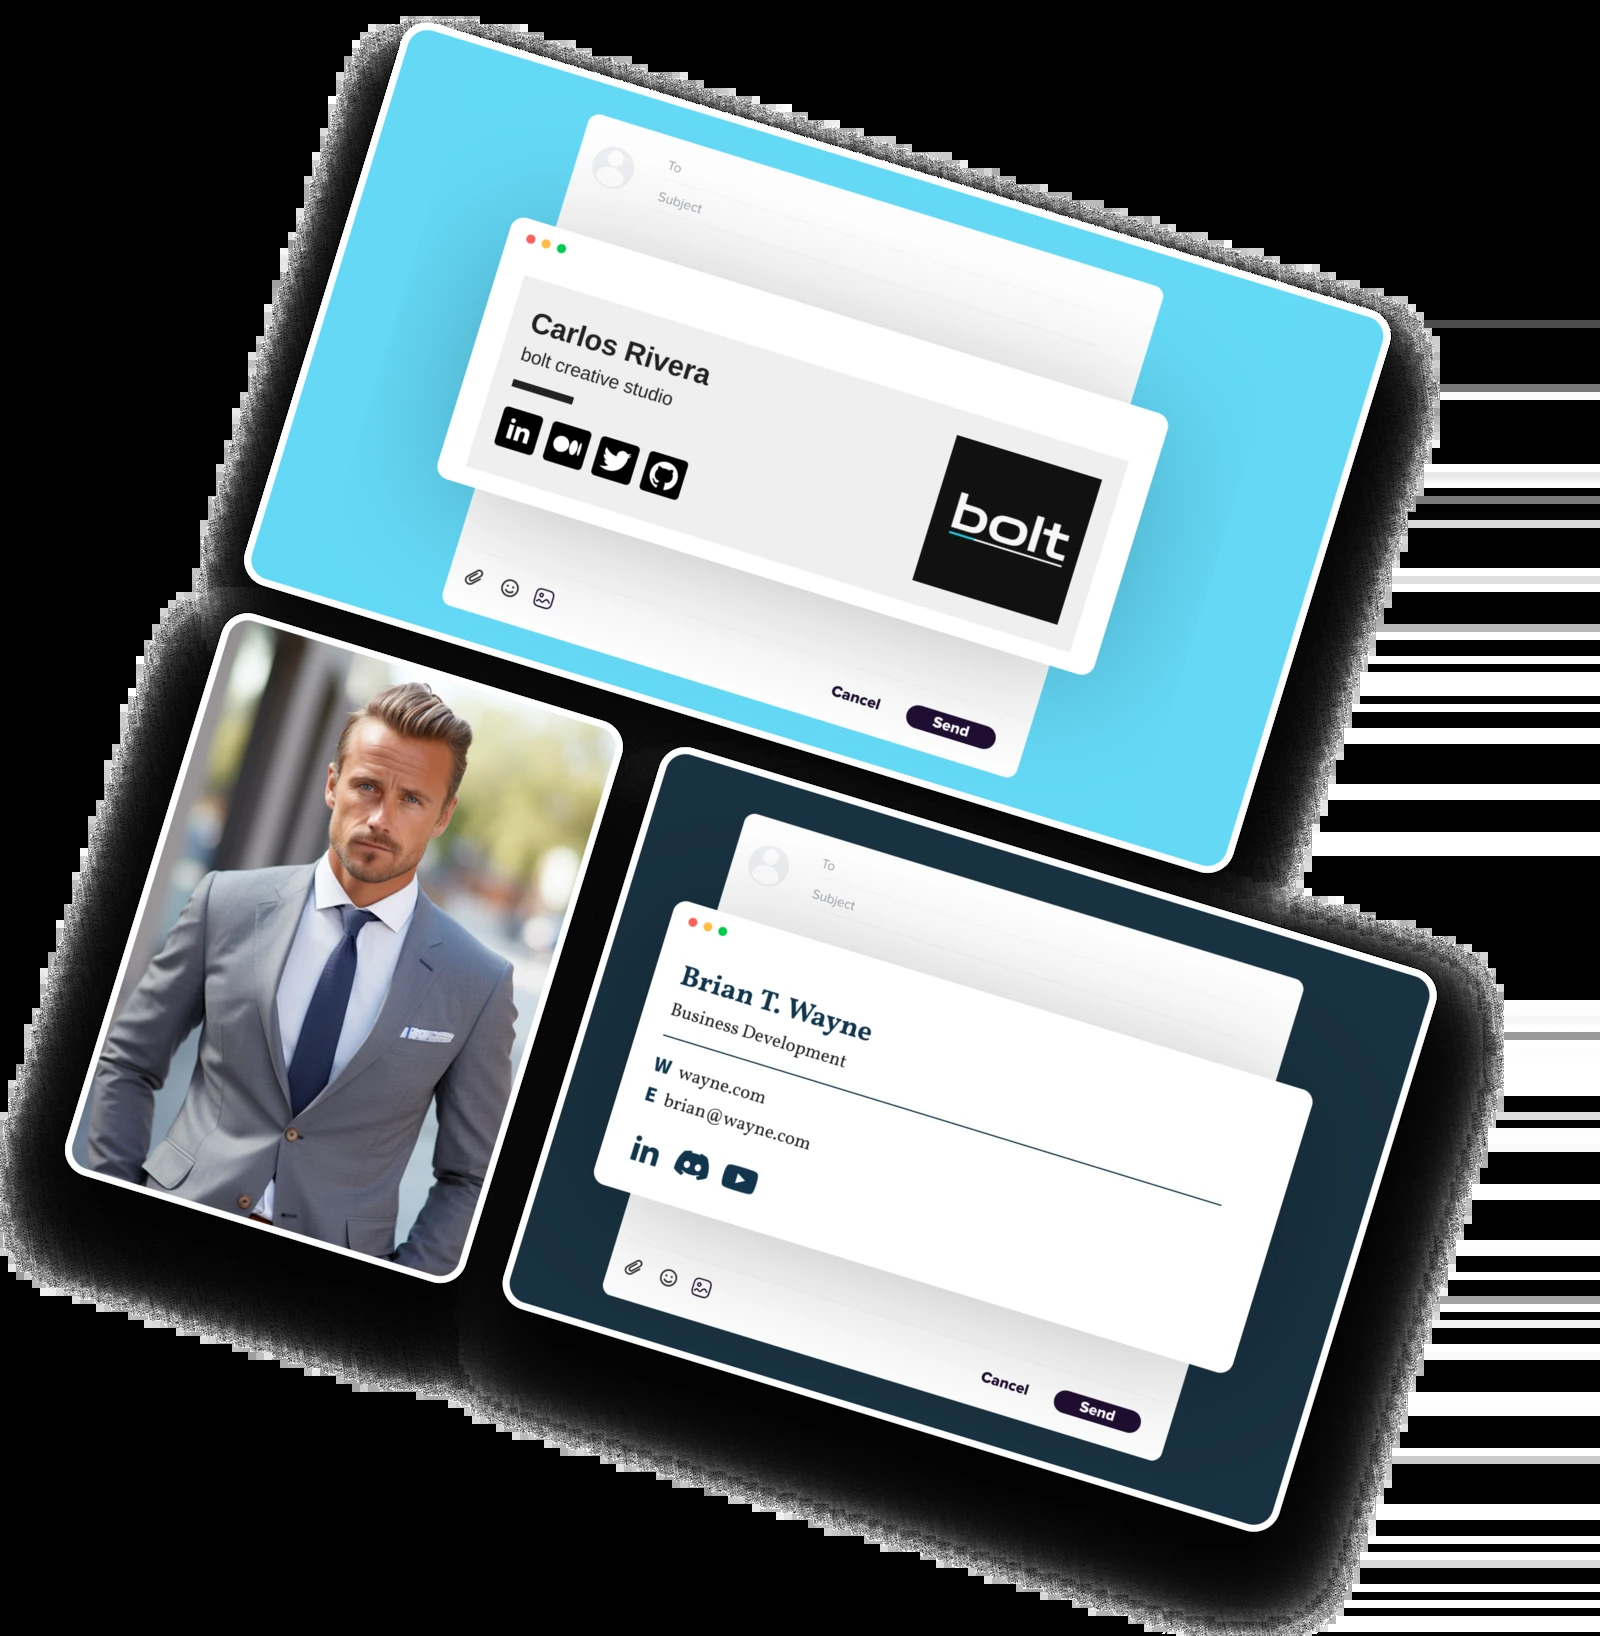 To
Subject
Carlos Rivera
bolt creative studio
in
bolt
Cancel
Send
To
Subject
Brian T. Wayne
Business Development
W wayne.com
E brian@wayne.com
in
Cancel
Send